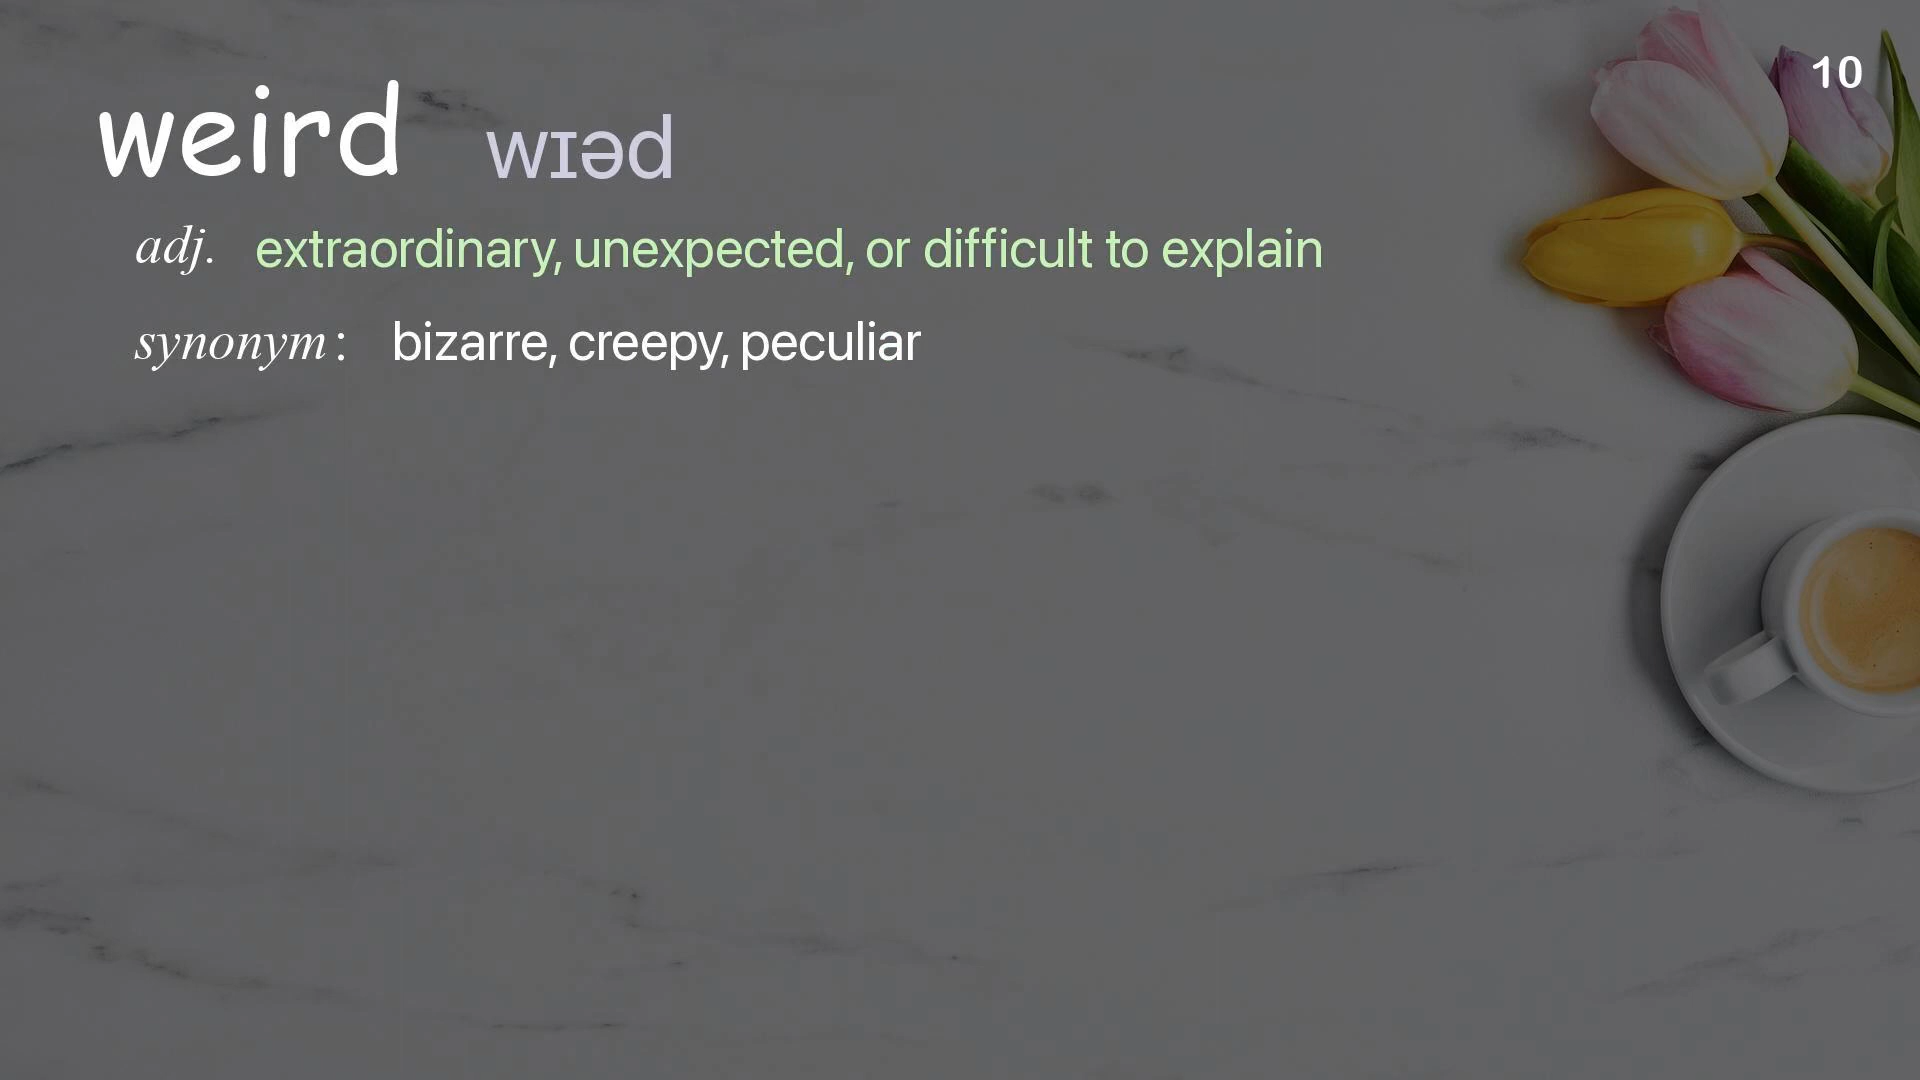 10
weird wɪəd
adj. extraordinary, unexpected, or difficult to explain
synonym: bizarre, creepy, peculiar